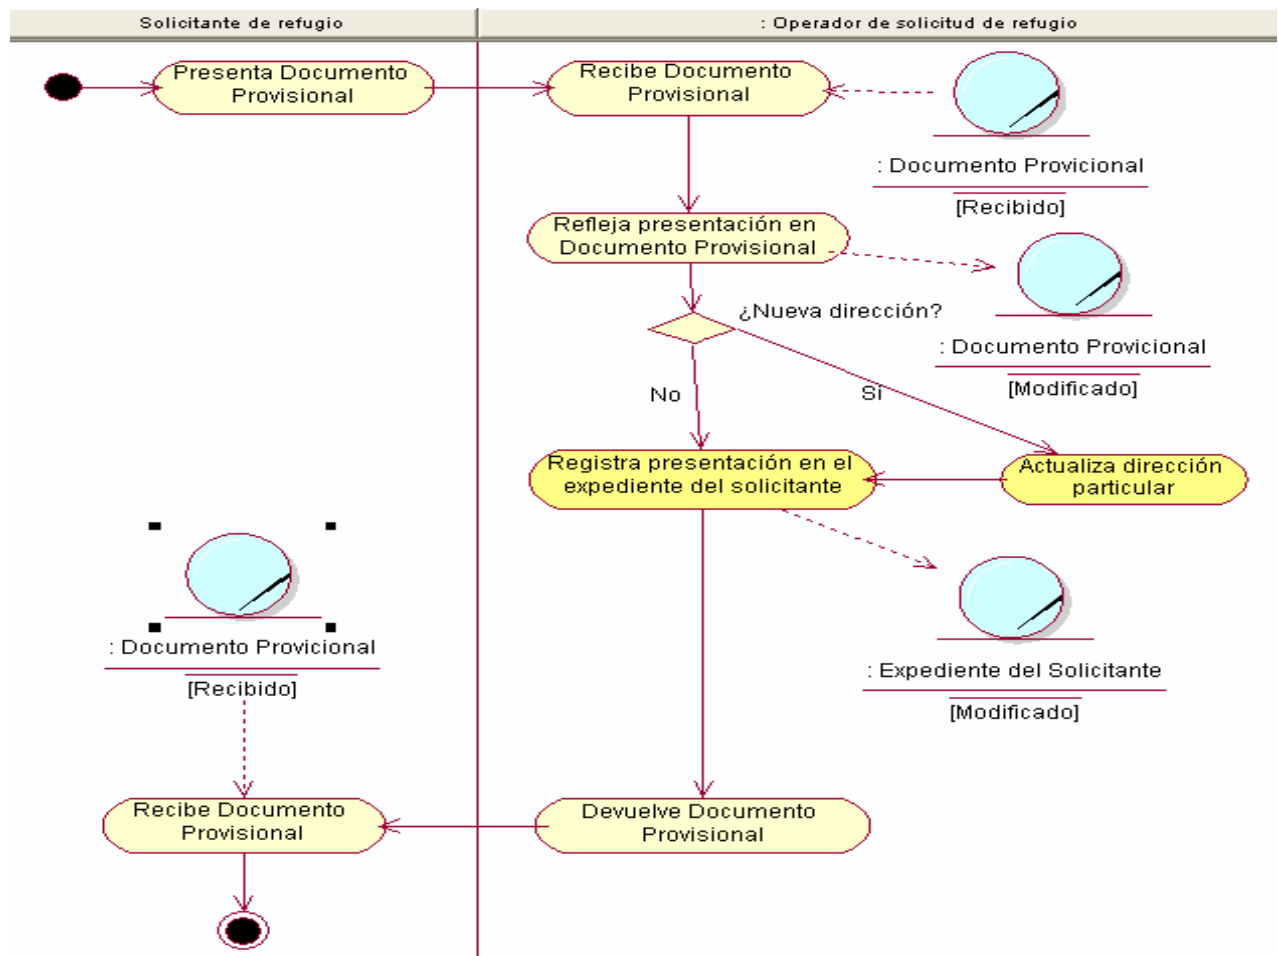 Solicitante de refugio
: Operador de solicitud de refugio
Presenta Documento
Provisional
Recibe Documento
Provisional
: Documento Provicional
[Recibido]
Refleja presentación en
Documento Provisional
: Documento Provicional
[Modificado]
¿Nueva dirección?
No
Sí
Registra presentación en el
expediente del solicitante
Actualiza dirección
particular
: Documento Provicional
[Recibido]
: Expediente del Solicitante
[Modificado]
Recibe Documento
Provisional
Devuelve Documento
Provisional